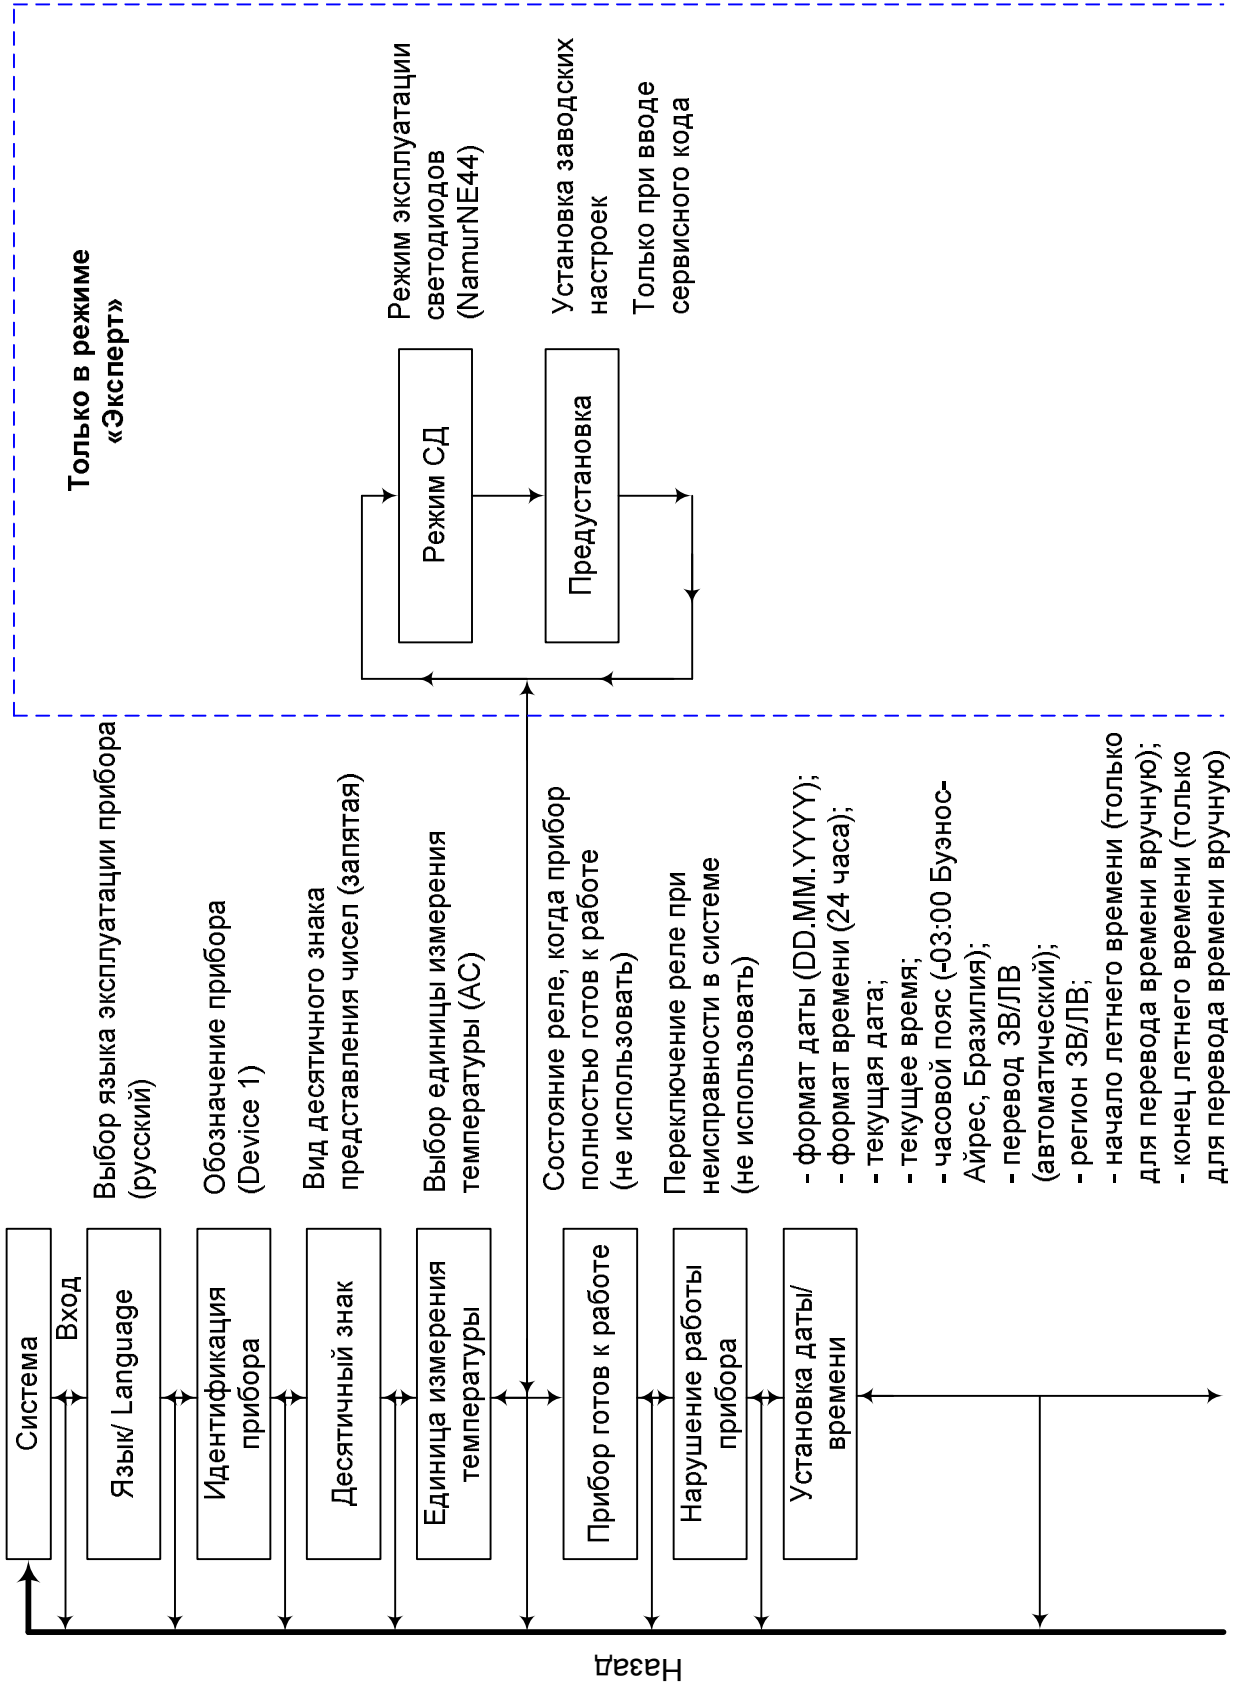 Система
Вход
Язык/ Language
Выбор языка эксплуатации прибора
(русский)
Идентификация
прибора
Обозначение прибора
(Device 1)
Десятичный знак
Вид десятичного знака
представления чисел (запятая)
Единица измерения
температуры
Выбор единицы измерения
температуры (АС)
Прибор готов к работе
Состояние реле, когда прибор
полностью готов к работе
(не использовать)
Нарушение работы
прибора
Переключение реле при
неисправности в системе
(не использовать)
Установка даты/
времени
- формат даты (DD.MM.YYYY);
- формат времени (24 часа);
- текущая дата;
- текущее время;
- часовой пояс (-03:00 Буэнос-
Айрес, Бразилия);
- перевод ЗВ/ЛВ
(автоматический);
- регион ЗВ/ЛВ;
- начало летнего времени (только
для перевода времени вручную);
- конец летнего времени (только
для перевода времени вручную)
Назад
Только в режиме
«Эксперт»
Режим СД
Режим эксплуатации
светодиодов
(NamurNE44)
Предустановка
Установка заводских
настроек
Только при вводе
сервисного кода